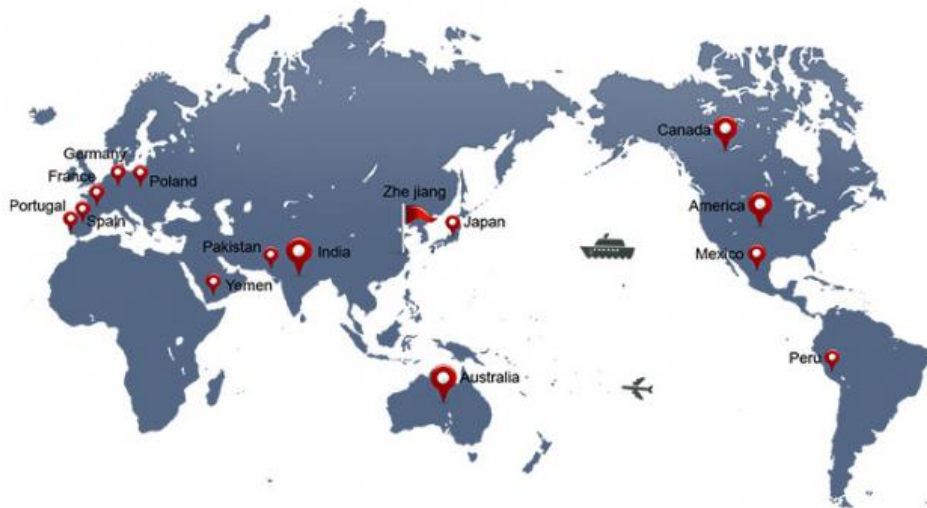 Canada
Germany
France
Poland
Zhe jiang
Portugal
Spain
America
Japan
Pakistan
India
Mexico
Yemen
Peru
Australia